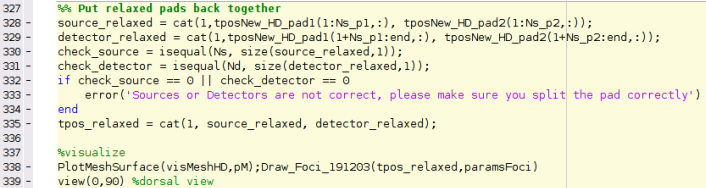 327 %% Put relaxed pads back together
328 - source_relaxed = cat(1,tposNew_HD_pad1(1:Ns_p1,:), tposNew_HD_pad2(1:Ns_p2,:));
329 - detector_relaxed = cat(1,tposNew_HD_pad1(1+Ns_p1:end,:), tposNew_HD_pad2(1+Ns_p2:end,:));
330 - check_source = isequal(Ns, size(source_relaxed,1));
331 - check_detector = isequal(Nd, size(detector_relaxed,1));
332 - if check_source == 0 || check_detector == 0
333 - error('Sources or Detectors are not correct, please make sure you split the pad correctly')
334 - end
335 - tpos_relaxed = cat(1, source_relaxed, detector_relaxed);
336
337 %visualize
338 - PlotMeshSurface(visMeshHD,pM);Draw_Foci_191203(tpos_relaxed,paramsFoci)
339 - view(0,90) %dorsal view